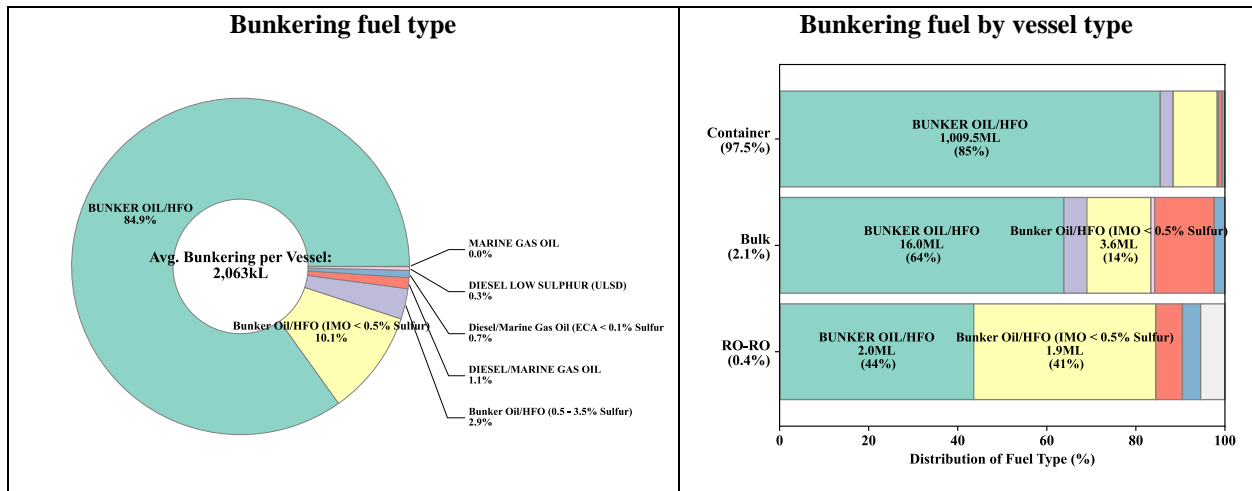 Bunkering fuel type
BUNKER OIL/HFO
84.9%
Avg. Bunkering per Vessel:
2,063kL
Bunker Oil/HFO (IMO < 0.5% Sulfur)
10.1%
MARINE GAS OIL
0.0%
DIESEL LOW SULPHUR (ULSD)
0.3%
Diesel/Marine Gas Oil (ECA < 0.1% Sulfur
0.7%
DIESEL/MARINE GAS OIL
1.1%
Bunker Oil/HFO (0.5 - 3.5% Sulfur)
2.9%
Bunkering fuel by vessel type
Container
(97.5%)
BUNKER OIL/HFO
1,009.5ML
(85%)
Bulk
(2.1%)
BUNKER OIL/HFO
16.0ML
(64%)
Bunker Oil/HFO (IMO < 0.5% Sulfur)
3.6ML
(14%)
RO-RO
(0.4%)
BUNKER OIL/HFO
2.0ML
(44%)
Bunker Oil/HFO (IMO < 0.5% Sulfur)
1.9ML
(41%)
0 20 40 60 80 100
Distribution of Fuel Type (%)